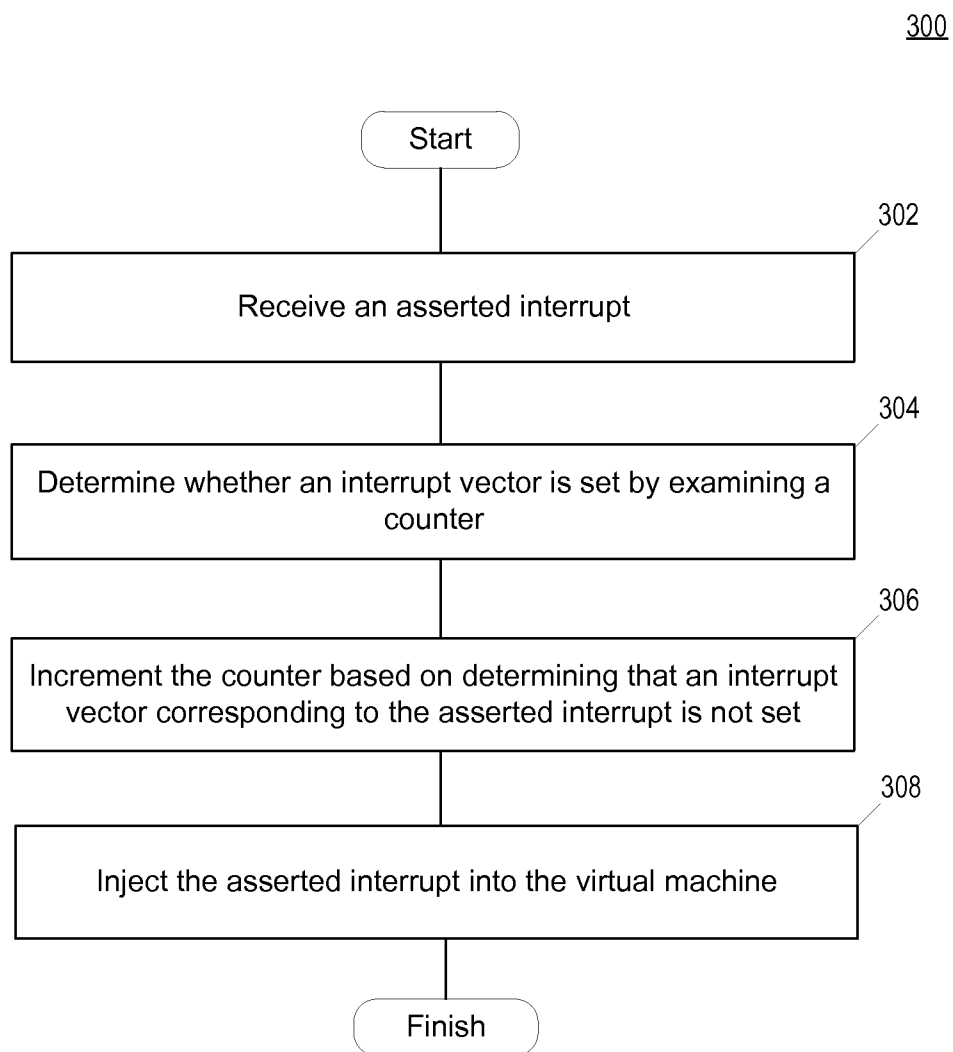 300
Start
302
Receive an asserted interrupt
304
Determine whether an interrupt vector is set by examining a
counter
306
Increment the counter based on determining that an interrupt
vector corresponding to the asserted interrupt is not set
308
Inject the asserted interrupt into the virtual machine
Finish